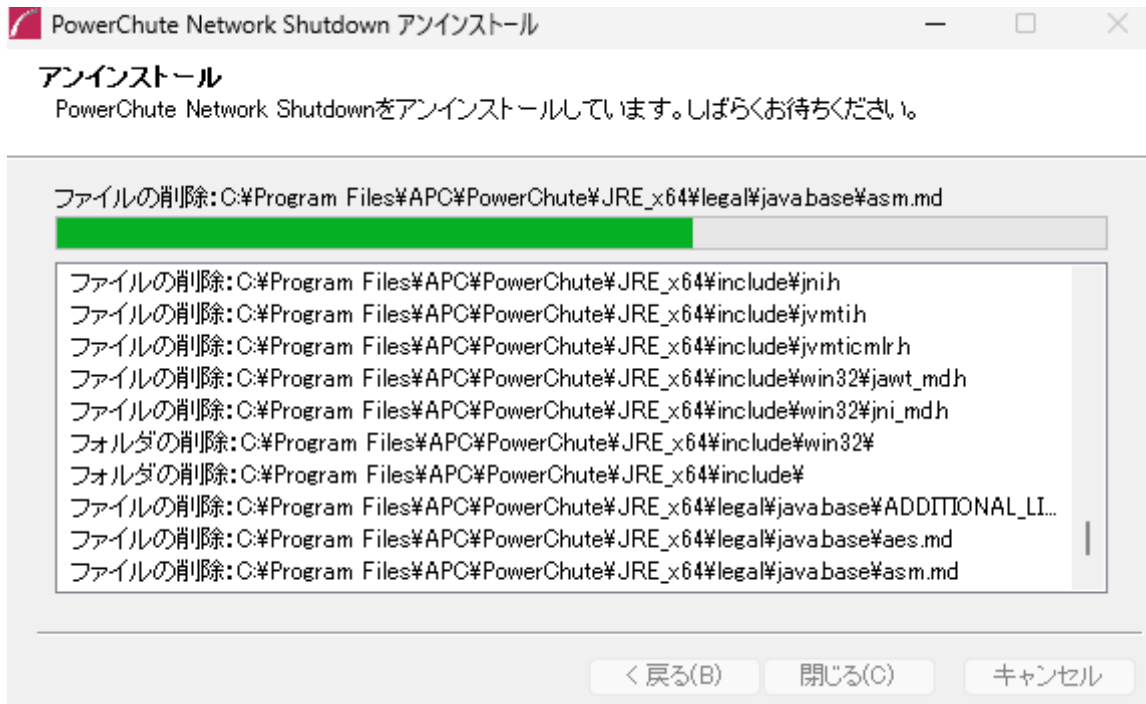 PowerChute Network Shutdown アンインストール
アンインストール
PowerChute Network Shutdownをアンインストールしています。しばらくお待ちください。
ファイルの削除:C:¥Program Files¥APC¥PowerChute¥JRE_x64¥legal¥java.base¥asm.md
ファイルの削除:C:¥Program Files¥APC¥PowerChute¥JRE_x64¥include¥jni.h
ファイルの削除:C:¥Program Files¥APC¥PowerChute¥JRE_x64¥include¥jvmti.h
ファイルの削除:C:¥Program Files¥APC¥PowerChute¥JRE_x64¥include¥jvmticmlr.h
ファイルの削除:C:¥Program Files¥APC¥PowerChute¥JRE_x64¥include¥win32¥jawt_md.h
ファイルの削除:C:¥Program Files¥APC¥PowerChute¥JRE_x64¥include¥win32¥jni_md.h
フォルダの削除:C:¥Program Files¥APC¥PowerChute¥JRE_x64¥include¥win32¥
フォルダの削除:C:¥Program Files¥APC¥PowerChute¥JRE_x64¥include¥
ファイルの削除:C:¥Program Files¥APC¥PowerChute¥JRE_x64¥legal¥java.base¥ADDITIONAL_LI...
ファイルの削除:C:¥Program Files¥APC¥PowerChute¥JRE_x64¥legal¥java.base¥aes.md
ファイルの削除:C:¥Program Files¥APC¥PowerChute¥JRE_x64¥legal¥java.base¥asm.md
< 戻る(B) 閉じる(C) キャンセル